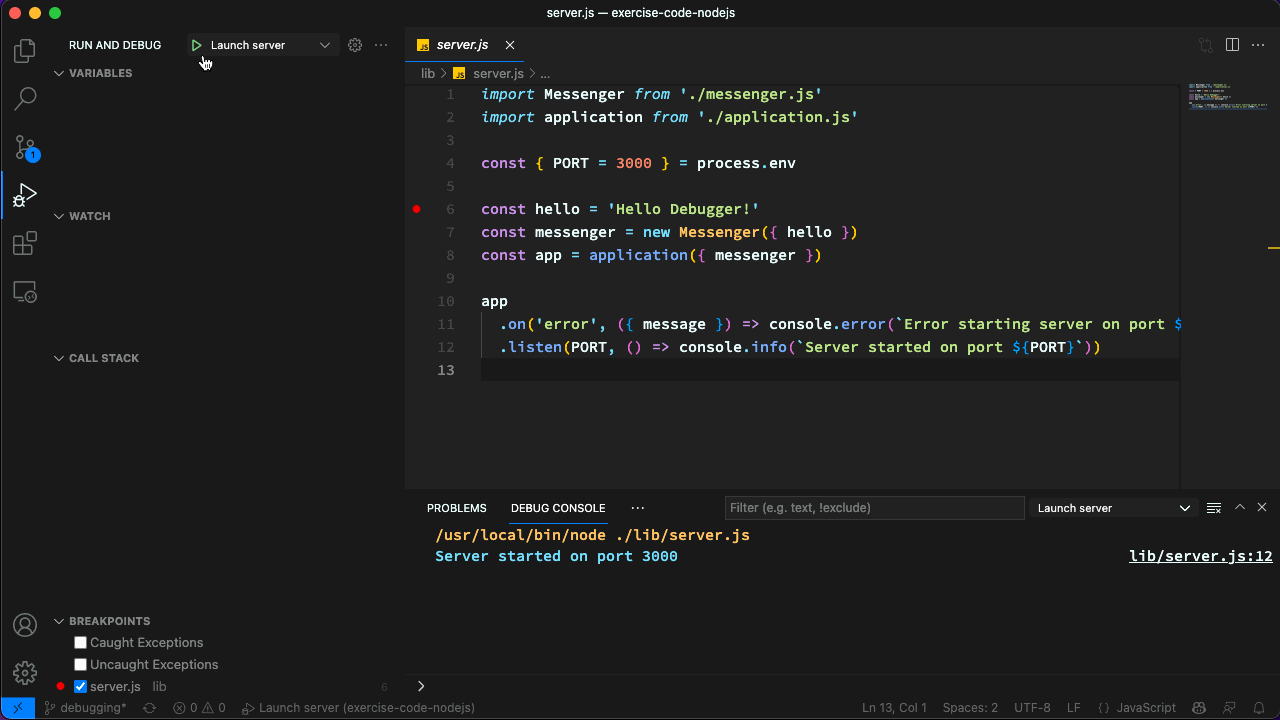 server.js — exercise-code-nodejs
RUN AND DEBUG
Launch server
VARIABLES
WATCH
CALL STACK
BREAKPOINTS
Caught Exceptions
Uncaught Exceptions
server.js lib 6
1
JS server.js
lib > JS server.js > ...
1 import Messenger from './messenger.js'
2 import application from './application.js'
3
4 const { PORT = 3000 } = process.env
5
6 const hello = 'Hello Debugger!'
7 const messenger = new Messenger({ hello })
8 const app = application({ messenger })
9
10 app
11 .on('error', ({ message }) => console.error(`Error starting server on port $
12 .listen(PORT, () => console.info(`Server started on port ${PORT}`))
13
PROBLEMS DEBUG CONSOLE ... Filter (e.g. text, !exclude) Launch server
/usr/local/bin/node ./lib/server.js
Server started on port 3000 lib/server.js:12
>
debugging* 0 0 Launch server (exercise-code-nodejs) Ln 13, Col 1 Spaces: 2 UTF-8 LF {} JavaScript